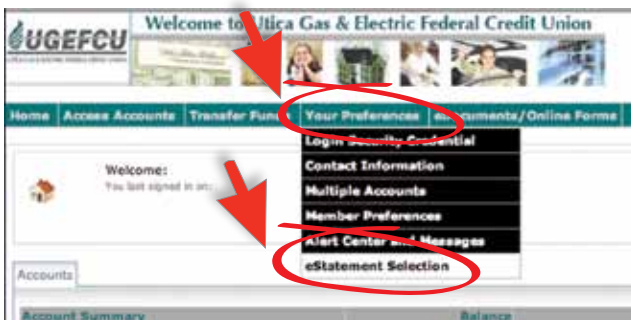 Welcome to Utica Gas & Electric Federal Credit Union
UGEFCU
Home Access Accounts Transfer Funds Your Preferences eDocuments/Online Forms
Login Security Credential
Welcome:
Contact Information
You last signed in on:
Multiple Accounts
Member Preferences
Alert Center and Messages
eStatement Selection
Accounts
Account Summary Balance